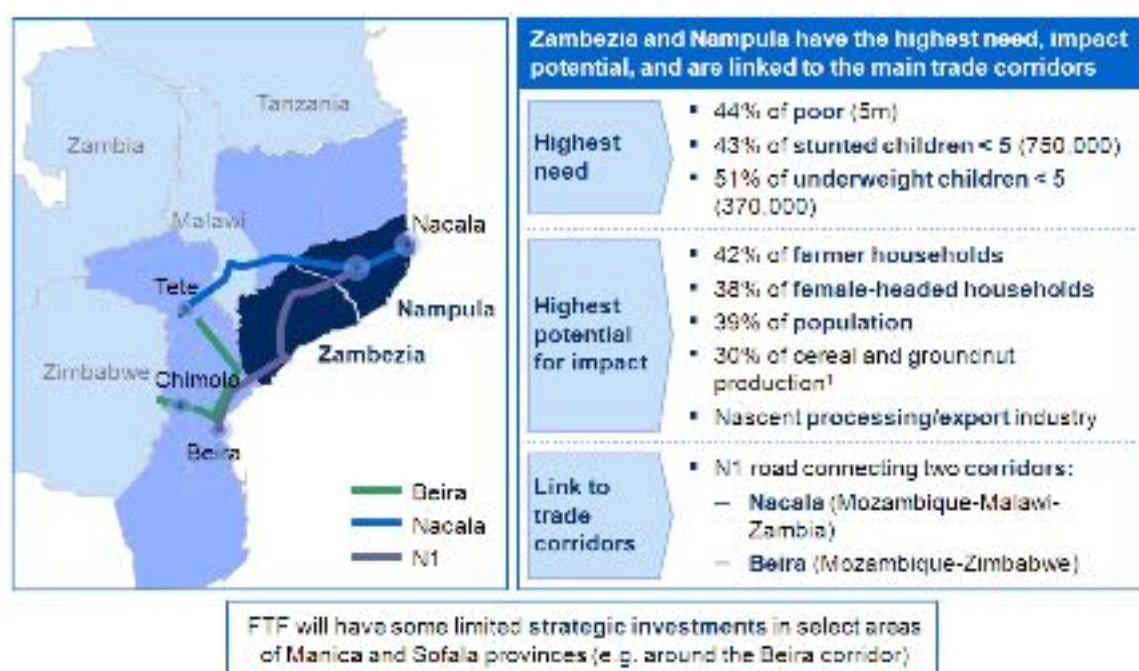 Tanzania
Zambia
Malawi
Nacala
Tete
Nampula
Zambezia
Zimbabwe
Chimoio
Beira
Beira
Nacala
N1
Zambezia and Nampula have the highest need, impact
potential, and are linked to the main trade corridors
Highest
need
▪ 44% of poor (5m)
▪ 43% of stunted children < 5 (750,000)
▪ 51% of underweight children < 5
(370,000)
Highest
potential
for impact
▪ 42% of farmer households
▪ 38% of female-headed households
▪ 39% of population
▪ 30% of cereal and groundnut
production¹
▪ Nascent processing/export industry
Link to
trade
corridors
▪ N1 road connecting two corridors:
– Nacala (Mozambique-Malawi-
Zambia)
– Beira (Mozambique-Zimbabwe)
FTF will have some limited strategic investments in select areas
of Manica and Sofala provinces (e.g. around the Beira corridor)